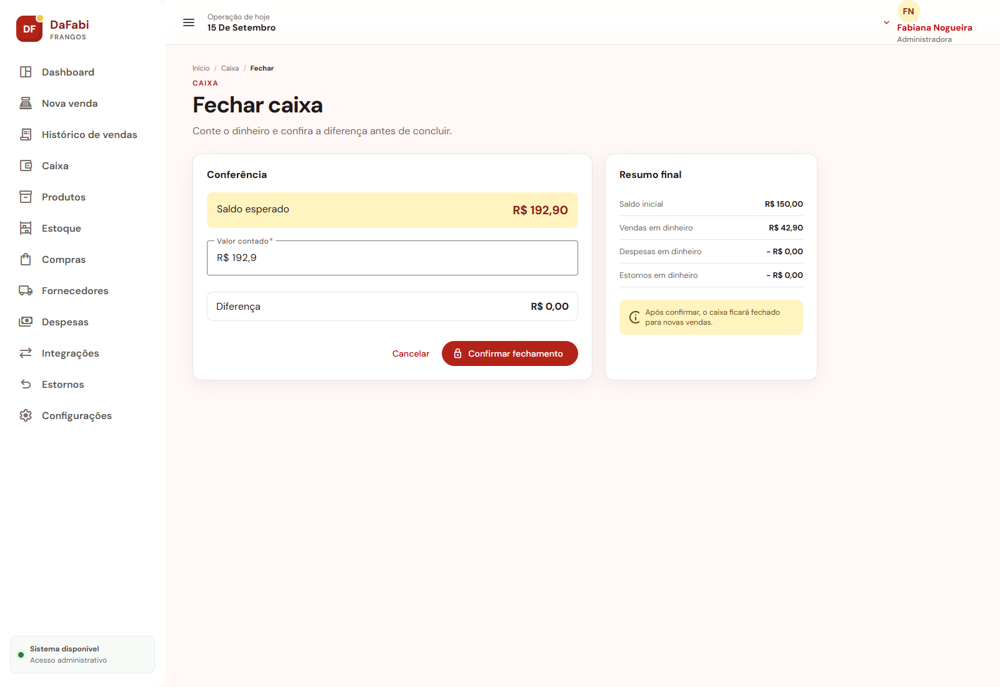 DF
DaFabi
FRANGOS
Dashboard
Nova venda
Histórico de vendas
Caixa
Produtos
Estoque
Compras
Fornecedores
Despesas
Integrações
Estornos
Configurações
Sistema disponível
Acesso administrativo
Operação de hoje
15 De Setembro
FN
Fabiana Nogueira
Administradora
Início / Caixa / Fechar
CAIXA
Fechar caixa
Conte o dinheiro e confira a diferença antes de concluir.
Conferência
Saldo esperado R$ 192,90
Valor contado*
R$ 192,9
Diferença R$ 0,00
Cancelar Confirmar fechamento
Resumo final
Saldo inicial R$ 150,00
Vendas em dinheiro R$ 42,90
Despesas em dinheiro - R$ 0,00
Estornos em dinheiro - R$ 0,00
Após confirmar, o caixa ficará fechado
para novas vendas.